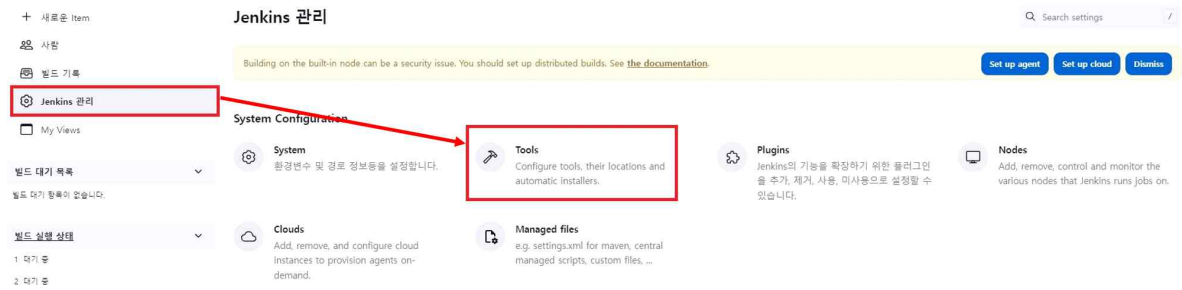 새로운 Item
사람
빌드 기록
Jenkins 관리
My Views
빌드 대기 목록
빌드 대기 항목이 없습니다.
빌드 실행 상태
1 대기 중
2 대기 중
Jenkins 관리
Search settings /
Building on the built-in node can be a security issue. You should set up distributed builds. See the documentation.
Set up agent Set up cloud Dismiss
System Configuration
System
환경변수 및 경로 정보등을 설정합니다.
Tools
Configure tools, their locations and
automatic installers.
Plugins
Jenkins의 기능을 확장하기 위한 플러그인
을 추가, 제거, 사용, 미사용으로 설정할 수
있습니다.
Nodes
Add, remove, control and monitor the
various nodes that Jenkins runs jobs on.
Clouds
Add, remove, and configure cloud
instances to provision agents on-
demand.
Managed files
e.g. settings.xml for maven, central
managed scripts, custom files, ...